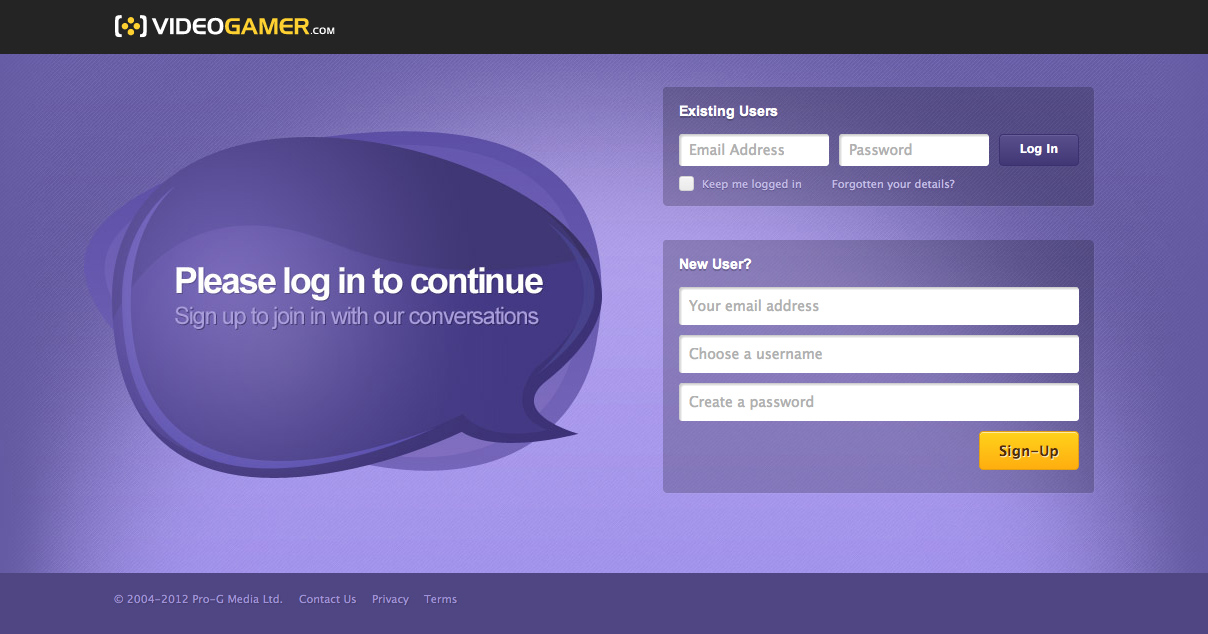 VIDEOGAMER.COM
Please log in to continue
Sign up to join in with our conversations
Existing Users
Email Address
Password
Log In
Keep me logged in
Forgotten your details?
New User?
Your email address
Choose a username
Create a password
Sign-Up
© 2004-2012 Pro-G Media Ltd. Contact Us Privacy Terms